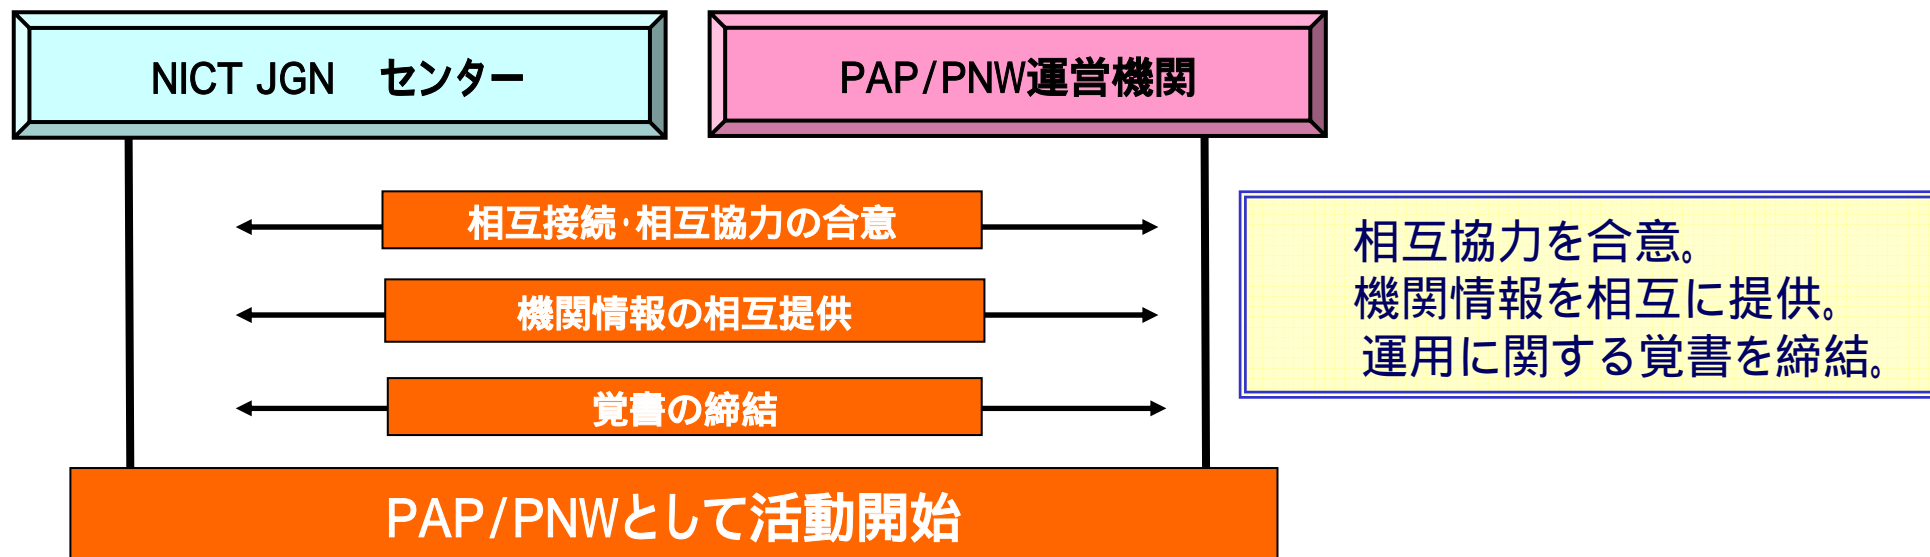 NICT JGN　センター
PAP/PNW運営機関
相互接続・相互協力の合意
機関情報の相互提供
覚書の締結
相互協力を合意。
機関情報を相互に提供。
運用に関する覚書を締結。
PAP/PNWとして活動開始